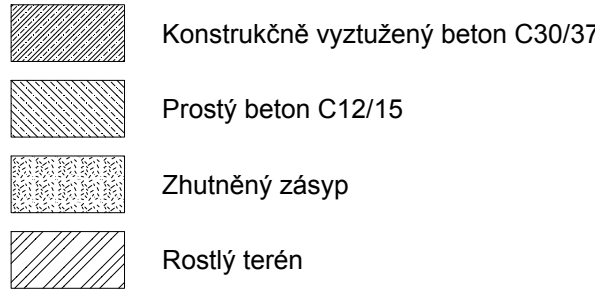 Konstrukčně vyztužený beton C30/37
Prostý beton C12/15
Zhutněný zásyp
Rostlý terén